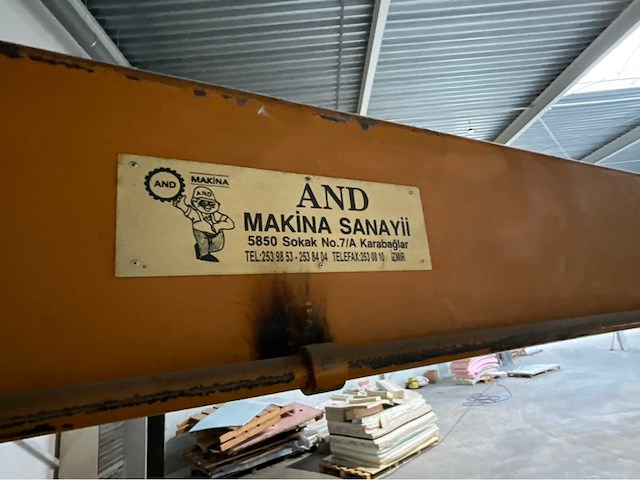 AND
MAKİNA
AND
AND
MAKİNA SANAYİİ
5850 Sokak No.7/A Karabağlar
TEL:253 98 53 - 253 84 04 TELEFAX:253 08 10 İZMİR